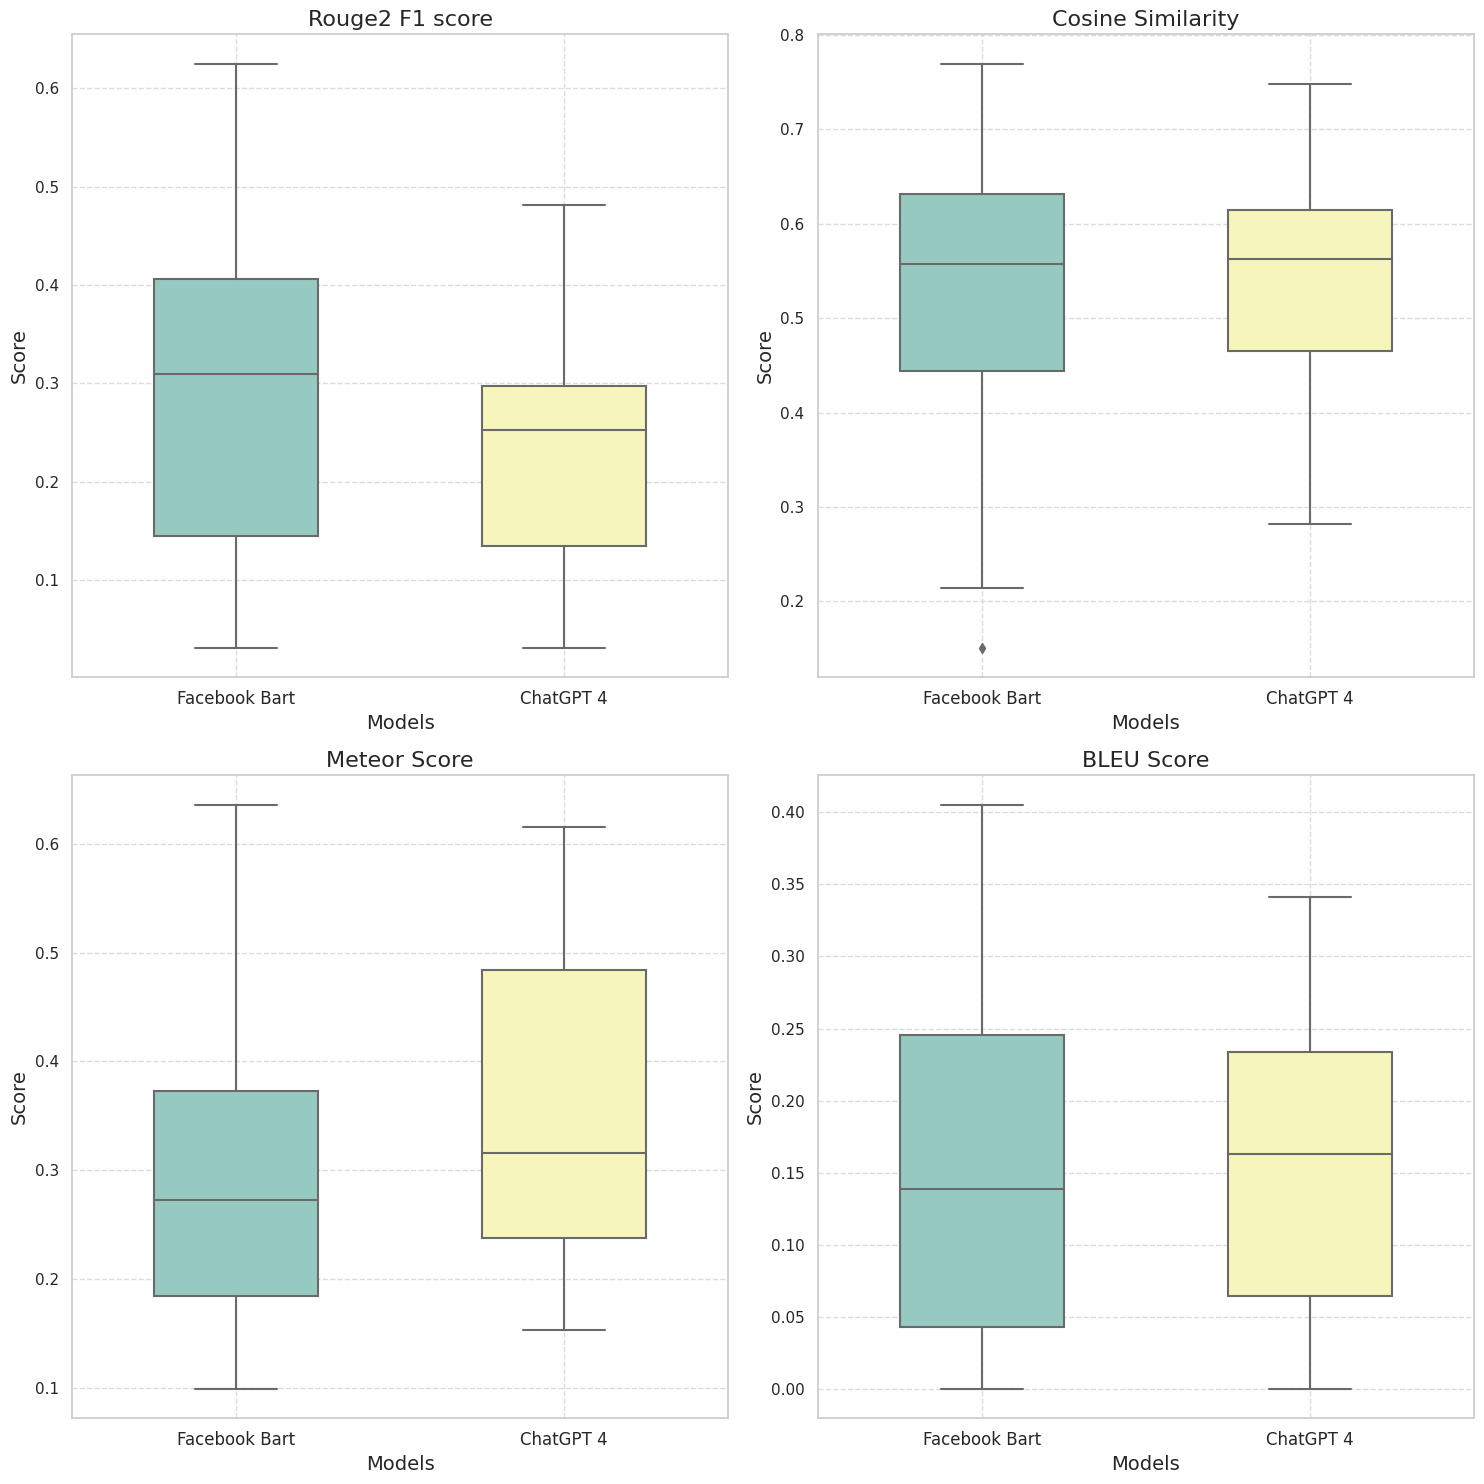 Rouge2 F1 score
0.6
0.5
0.4
0.3
0.2
0.1
Score
Facebook Bart
ChatGPT 4
Models
Cosine Similarity
0.8
0.7
0.6
0.5
0.4
0.3
0.2
Score
Facebook Bart
ChatGPT 4
Models
Meteor Score
0.6
0.5
0.4
0.3
0.2
0.1
Score
Facebook Bart
ChatGPT 4
Models
BLEU Score
0.40
0.35
0.30
0.25
0.20
0.15
0.10
0.05
0.00
Score
Facebook Bart
ChatGPT 4
Models